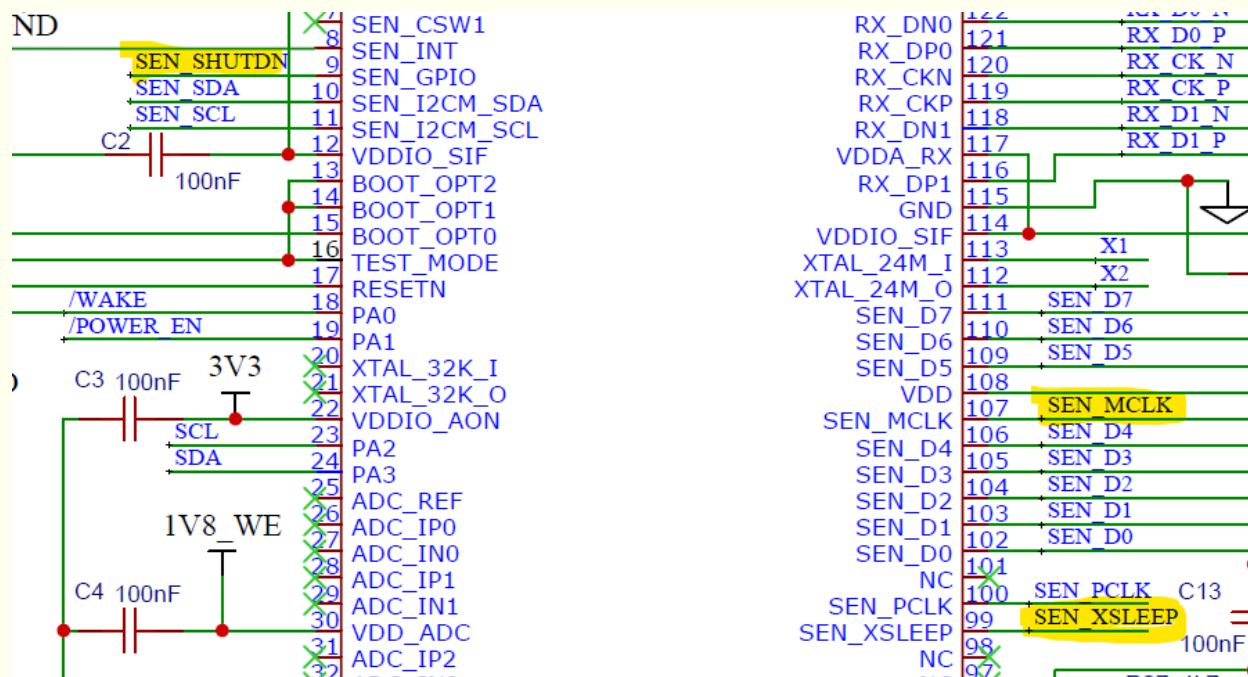 ND
SEN_SHUTDN
SEN_SDA
SEN_SCL
C2
100nF
C3 100nF
3V3
/WAKE
/POWER_EN
SCL
SDA
1V8_WE
C4 100nF
7 SEN_CSW1
8 SEN_INT
9 SEN_GPIO
10 SEN_I2CM_SDA
11 SEN_I2CM_SCL
12 VDDIO_SIF
13 BOOT_OPT2
14 BOOT_OPT1
15 BOOT_OPT0
16 TEST_MODE
17 RESETN
18 PA0
19 PA1
20 XTAL_32K_I
21 XTAL_32K_O
22 VDDIO_AON
23 PA2
24 PA3
25 ADC_REF
26 ADC_IP0
27 ADC_IN0
28 ADC_IP1
29 ADC_IN1
30 VDD_ADC
31 ADC_IP2
32
RX_DN0 122 RX_D0_N
RX_DP0 121 RX_D0_P
RX_CKN 120 RX_CK_N
RX_CKP 119 RX_CK_P
RX_DN1 118 RX_D1_N
VDDA_RX 117 RX_D1_P
RX_DP1 116
GND 115
VDDIO_SIF 114
XTAL_24M_I 113 X1
XTAL_24M_O 112 X2
SEN_D7 111 SEN_D7
SEN_D6 110 SEN_D6
SEN_D5 109 SEN_D5
VDD 108
SEN_MCLK 107 SEN_MCLK
SEN_D4 106 SEN_D4
SEN_D3 105 SEN_D3
SEN_D2 104 SEN_D2
SEN_D1 103 SEN_D1
SEN_D0 102 SEN_D0
NC 101
SEN_PCLK 100 SEN_PCLK
SEN_XSLEEP 99 SEN_XSLEEP
NC 98
97
C13
100nF